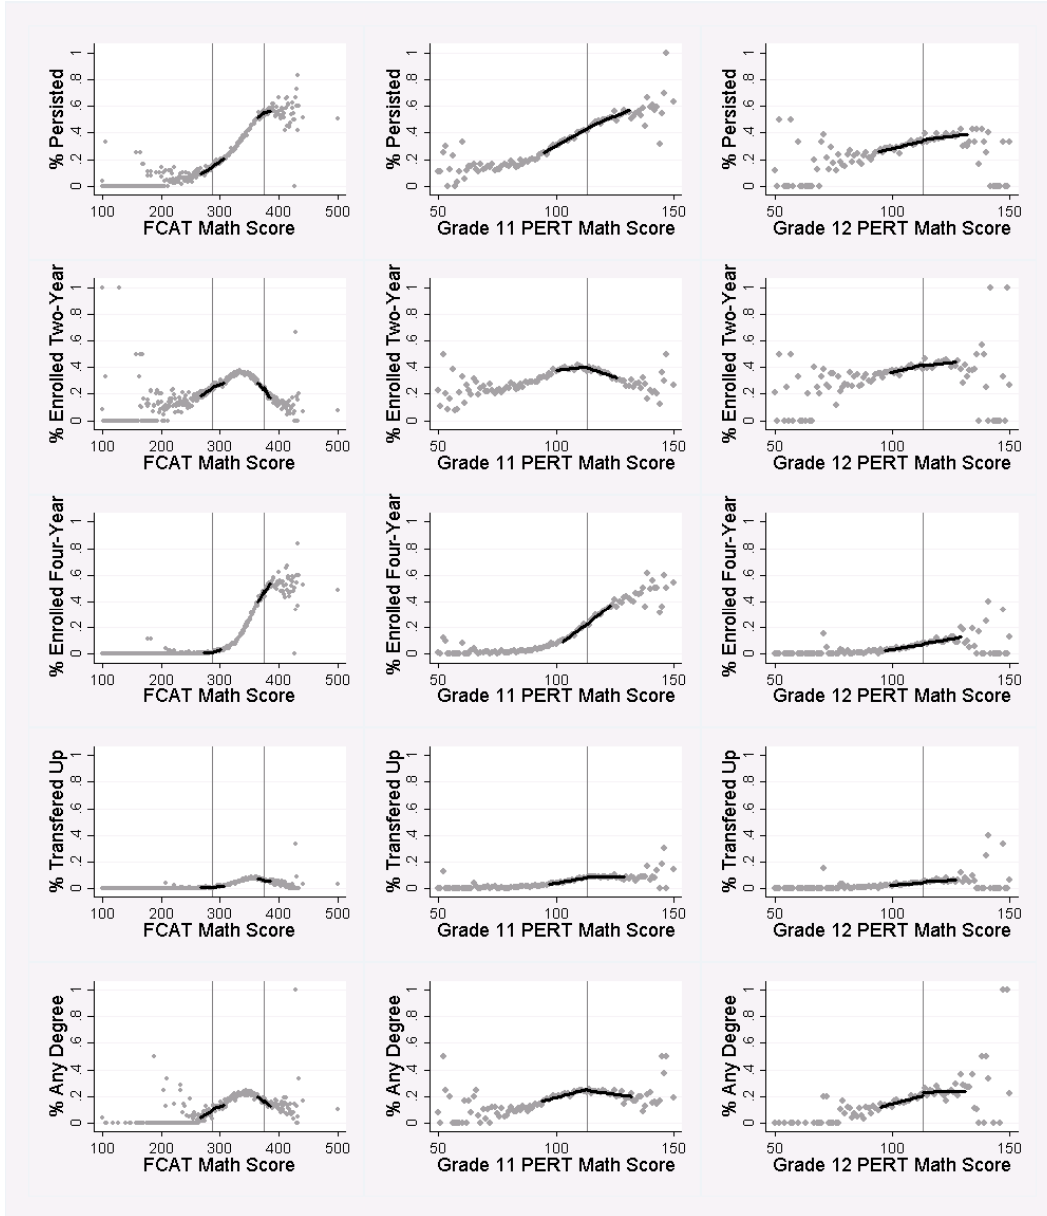 % Persisted
0 .2 .4 .6 .8 1
100 200 300 400 500
FCAT Math Score
% Persisted
0 .2 .4 .6 .8 1
50 100 150
Grade 11 PERT Math Score
% Persisted
0 .2 .4 .6 .8 1
50 100 150
Grade 12 PERT Math Score
% Enrolled Two-Year
0 .2 .4 .6 .8 1
100 200 300 400 500
FCAT Math Score
% Enrolled Two-Year
0 .2 .4 .6 .8 1
50 100 150
Grade 11 PERT Math Score
% Enrolled Two-Year
0 .2 .4 .6 .8 1
50 100 150
Grade 12 PERT Math Score
% Enrolled Four-Year
0 .2 .4 .6 .8 1
100 200 300 400 500
FCAT Math Score
% Enrolled Four-Year
0 .2 .4 .6 .8 1
50 100 150
Grade 11 PERT Math Score
% Enrolled Four-Year
0 .2 .4 .6 .8 1
50 100 150
Grade 12 PERT Math Score
% Transfered Up
0 .2 .4 .6 .8 1
100 200 300 400 500
FCAT Math Score
% Transfered Up
0 .2 .4 .6 .8 1
50 100 150
Grade 11 PERT Math Score
% Transfered Up
0 .2 .4 .6 .8 1
50 100 150
Grade 12 PERT Math Score
% Any Degree
0 .2 .4 .6 .8 1
100 200 300 400 500
FCAT Math Score
% Any Degree
0 .2 .4 .6 .8 1
50 100 150
Grade 11 PERT Math Score
% Any Degree
0 .2 .4 .6 .8 1
50 100 150
Grade 12 PERT Math Score